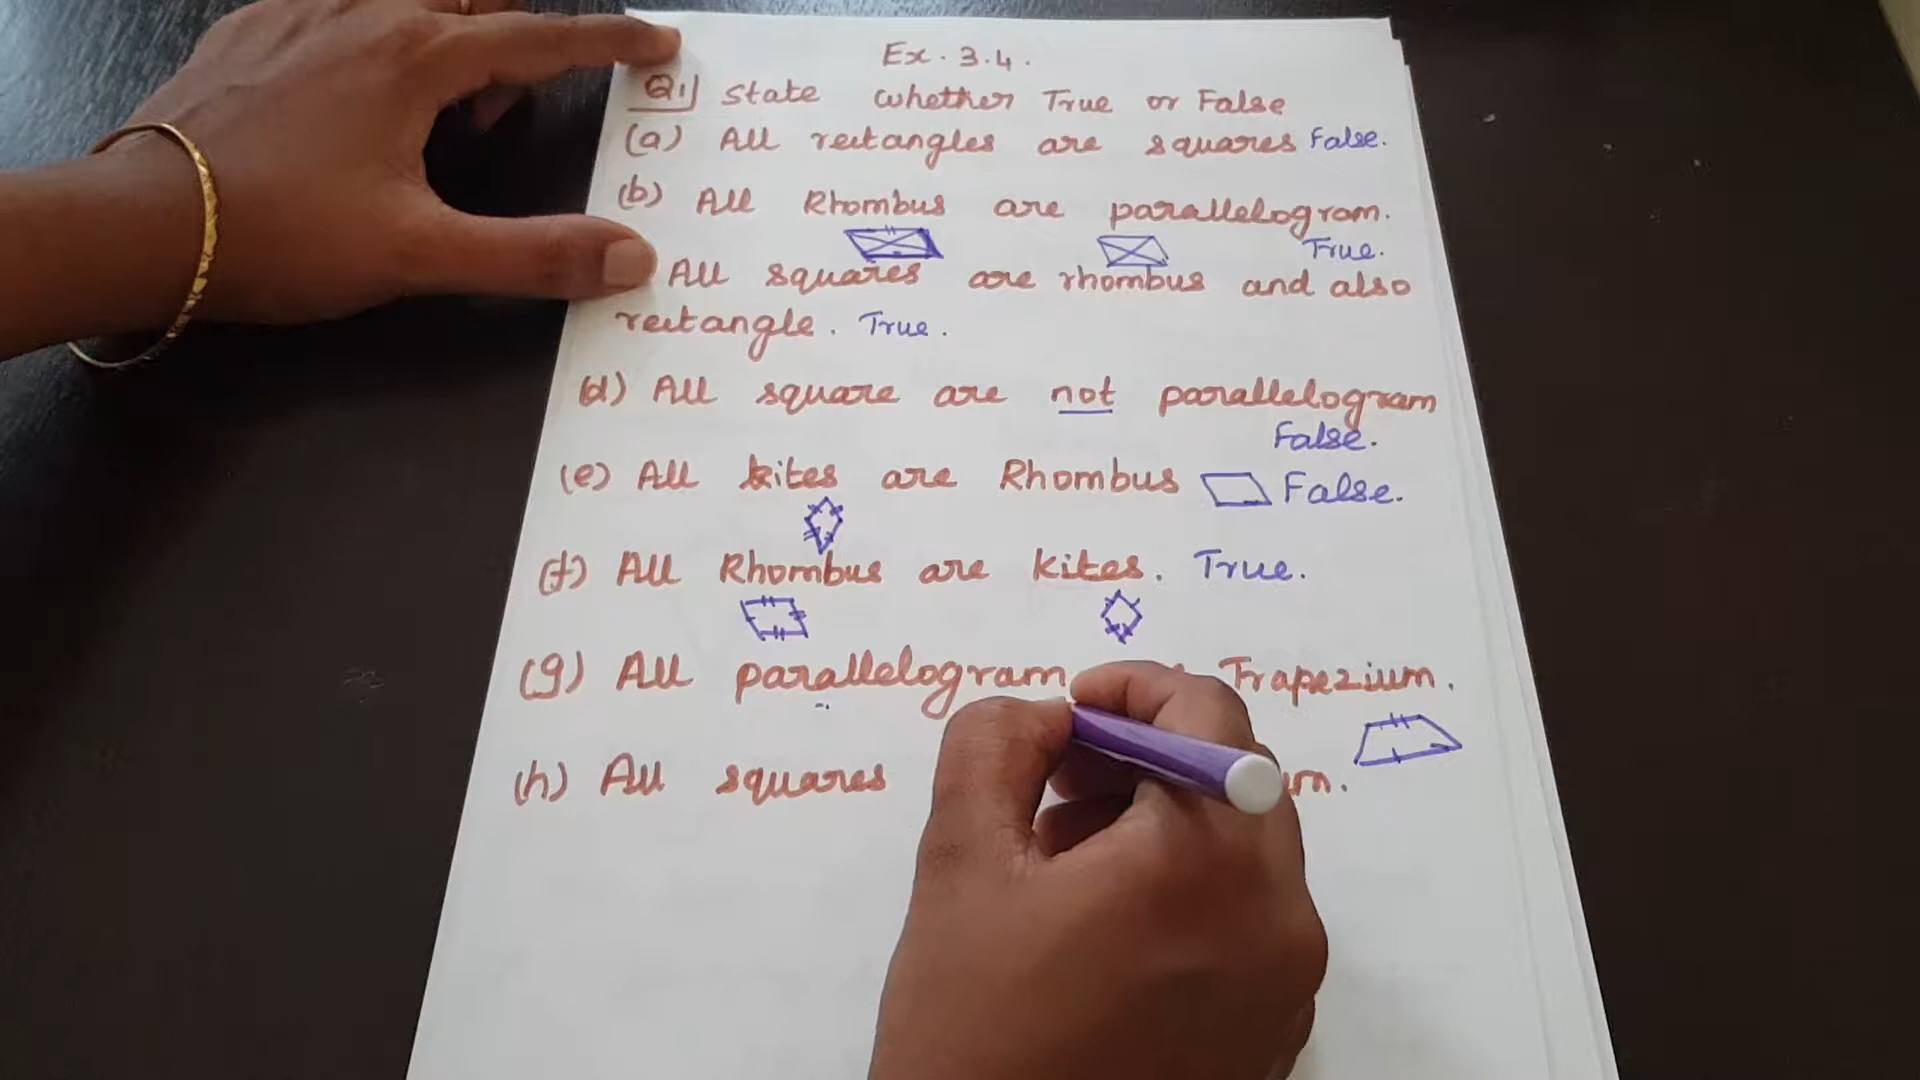 Ex. 3.4.
Q1) State whether True or False
(a) All rectangles are squares False.
(b) All Rhombus are parallelogram.
True.
All squares are rhombus and also
rectangle. True.
(d) All square are not parallelogram
False.
(e) All kites are Rhombus False.
(f) All Rhombus are kites. True.
(g) All parallelogram Trapezium.
(h) All squares